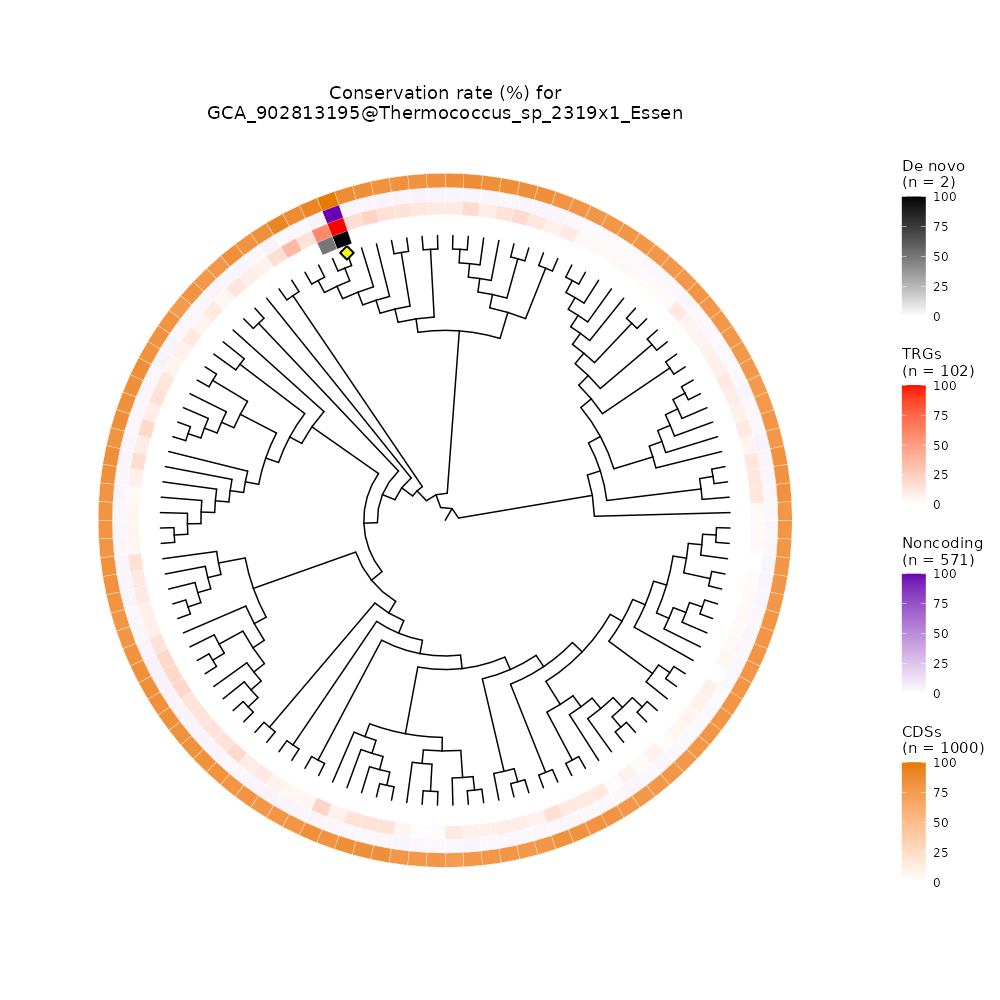 Conservation rate (%) for
GCA_902813195@Thermococcus_sp_2319x1_Essen
De novo
(n = 2)
100
75
50
25
0
TRGs
(n = 102)
100
75
50
25
0
Noncoding
(n = 571)
100
75
50
25
0
CDSs
(n = 1000)
100
75
50
25
0